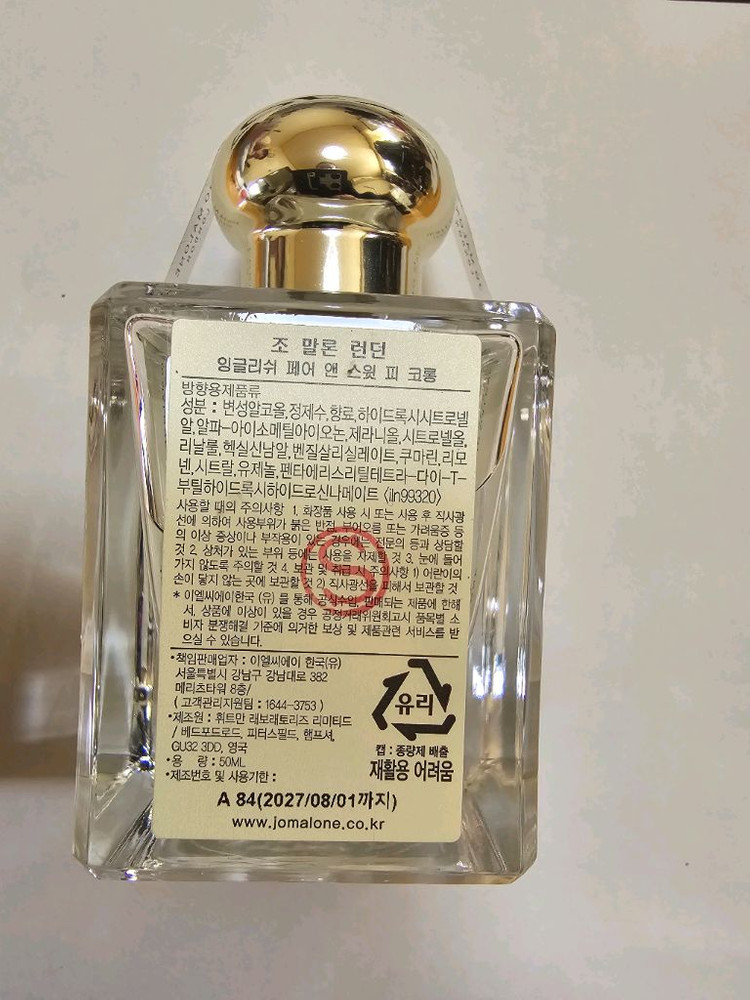 조 말론 런던
잉글리쉬 페어 앤 스윗 피 코롱
방향용제품류
성분 : 변성알코올,정제수,향료,하이드록시시트로넬
알,알파-아이소메틸아이오논,제라니올,시트로넬올,
리날룰,헥실신남알,벤질살리실레이트,쿠마린,리모
넨,시트랄,유제놀,펜타에리스리틸테트라-다이-T-
부틸하이드록시하이드로신나메이트 <iln99320>
사용할 때의 주의사항 1. 화장품 사용 시 또는 사용 후 직사광
선에 의하여 사용부위가 붉은 반점, 부어오름 또는 가려움증 등
의 이상 증상이나 부작용이 있는 경우에는 전문의 등과 상담할
것 2. 상처가 있는 부위 등에는 사용을 자제할 것 3. 눈에 들어
가지 않도록 주의할 것 4. 보관 및 취급 시 주의사항 1) 어린이의
손이 닿지 않는 곳에 보관할 것 2) 직사광선을 피해서 보관할 것
* 이엘씨에이한국 (유) 를 통해 공식수입, 판매되는 제품에 한해
서, 상품에 이상이 있을 경우 공정거래위원회고시 품목별 소
비자 분쟁해결 기준에 의거한 보상 및 제품관련 서비스를 받
으실 수 있습니다.
•책임판매업자 : 이엘씨에이 한국(유)
서울특별시 강남구 강남대로 382
메리츠타워 8층/
( 고객관리지원팀 : 1644-3753 )
•제조원 : 휘트만 래보래토리즈 리미티드
/ 베드포드로드, 피터스필드, 햄프셔,
GU32 3DD, 영국
•용 량 : 50ML
•제조번호 및 사용기한 :
유리
캡 : 종량제 배출
재활용 어려움
A 84(2027/08/01까지)
www.jomalone.co.kr